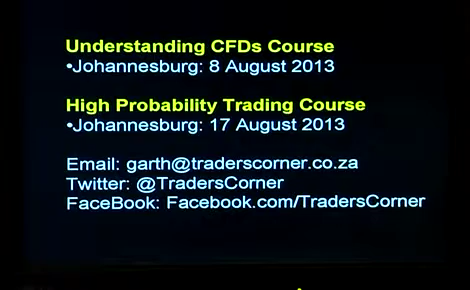 Understanding CFDs Course
•Johannesburg: 8 August 2013
High Probability Trading Course
•Johannesburg: 17 August 2013
Email: garth@traderscorner.co.za
Twitter: @TradersCorner
FaceBook: Facebook.com/TradersCorner